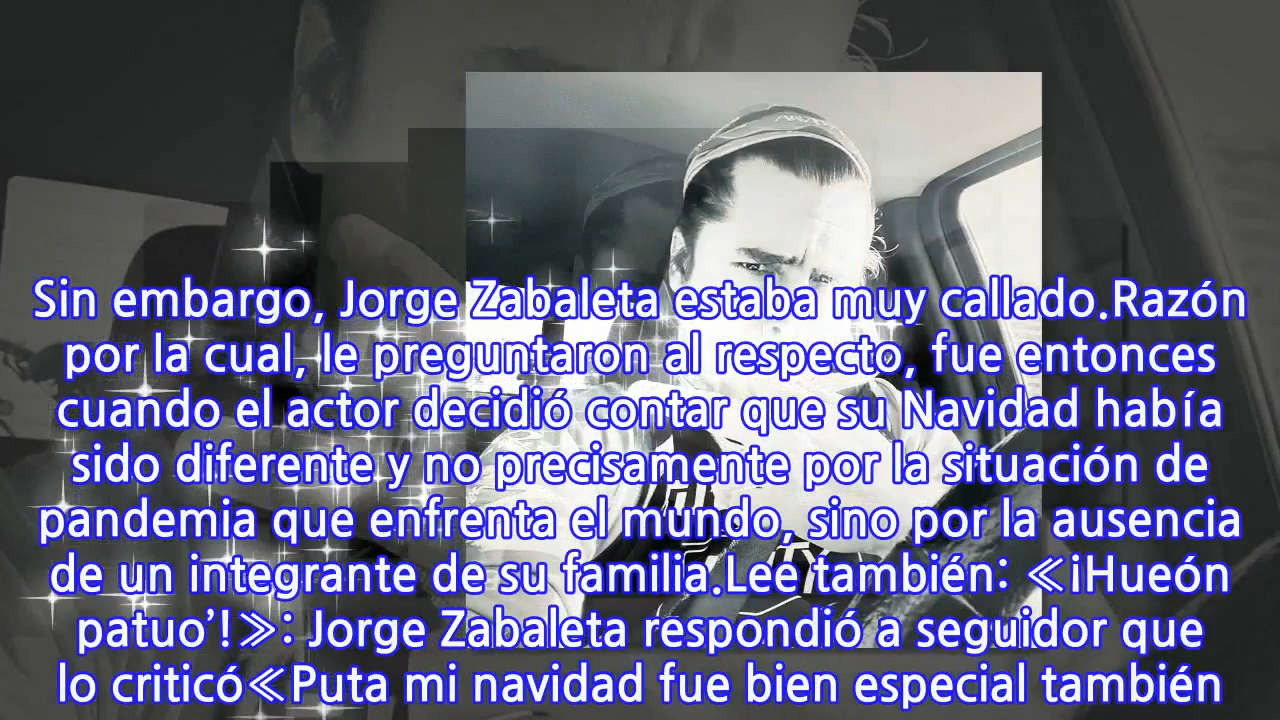 Sin embargo, Jorge Zabaleta estaba muy callado.Razón
por la cual, le preguntaron al respecto, fue entonces
cuando el actor decidió contar que su Navidad había
sido diferente y no precisamente por la situación de
pandemia que enfrenta el mundo, sino por la ausencia
de un integrante de su familia.Lee también: ≪¡Hueón
patuo’!≫: Jorge Zabaleta respondió a seguidor que
lo criticó≪Puta mi navidad fue bien especial también